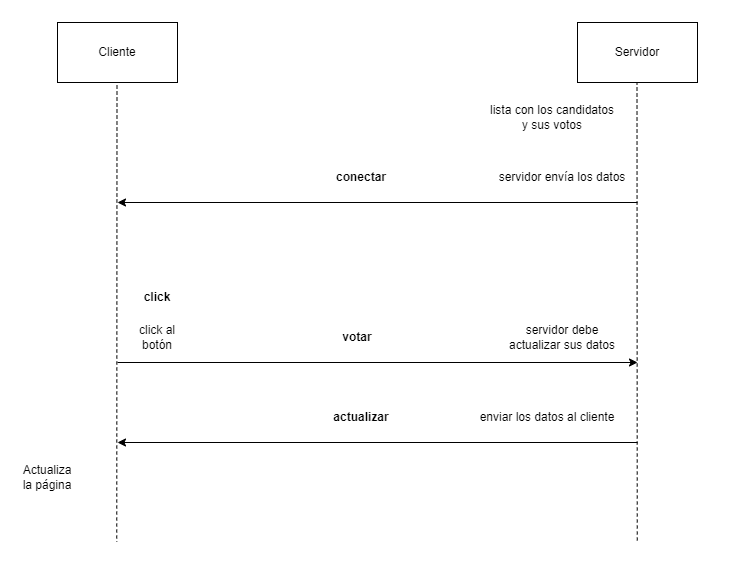 Cliente
Servidor
lista con los candidatos
y sus votos
conectar
servidor envía los datos
click
click al
botón
votar
servidor debe
actualizar sus datos
actualizar
enviar los datos al cliente
Actualiza
la página